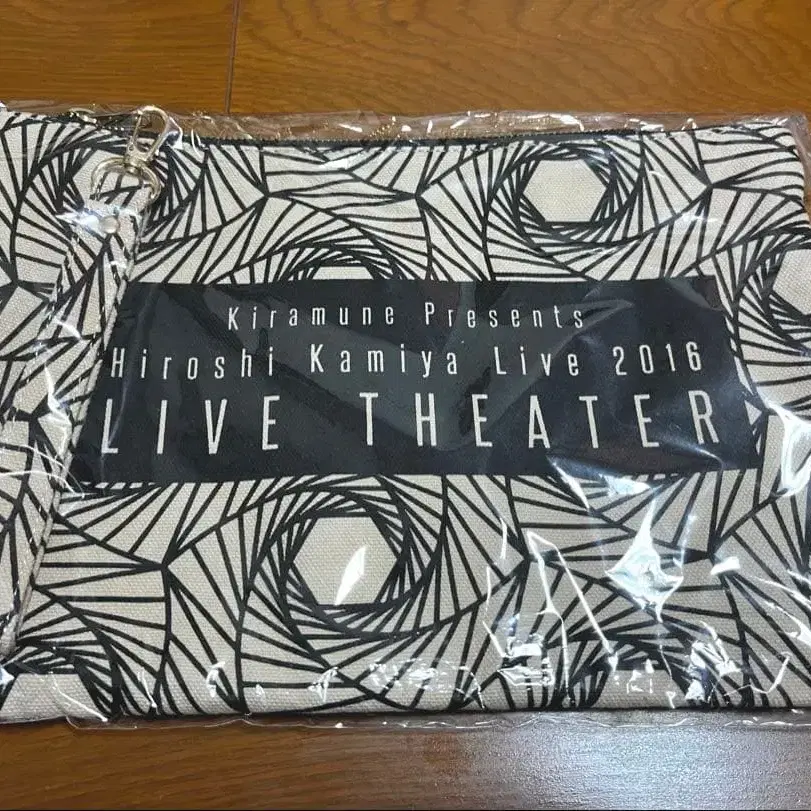 Kiramune Presents
Hiroshi Kamiya Live 2016
LIVE THEATER